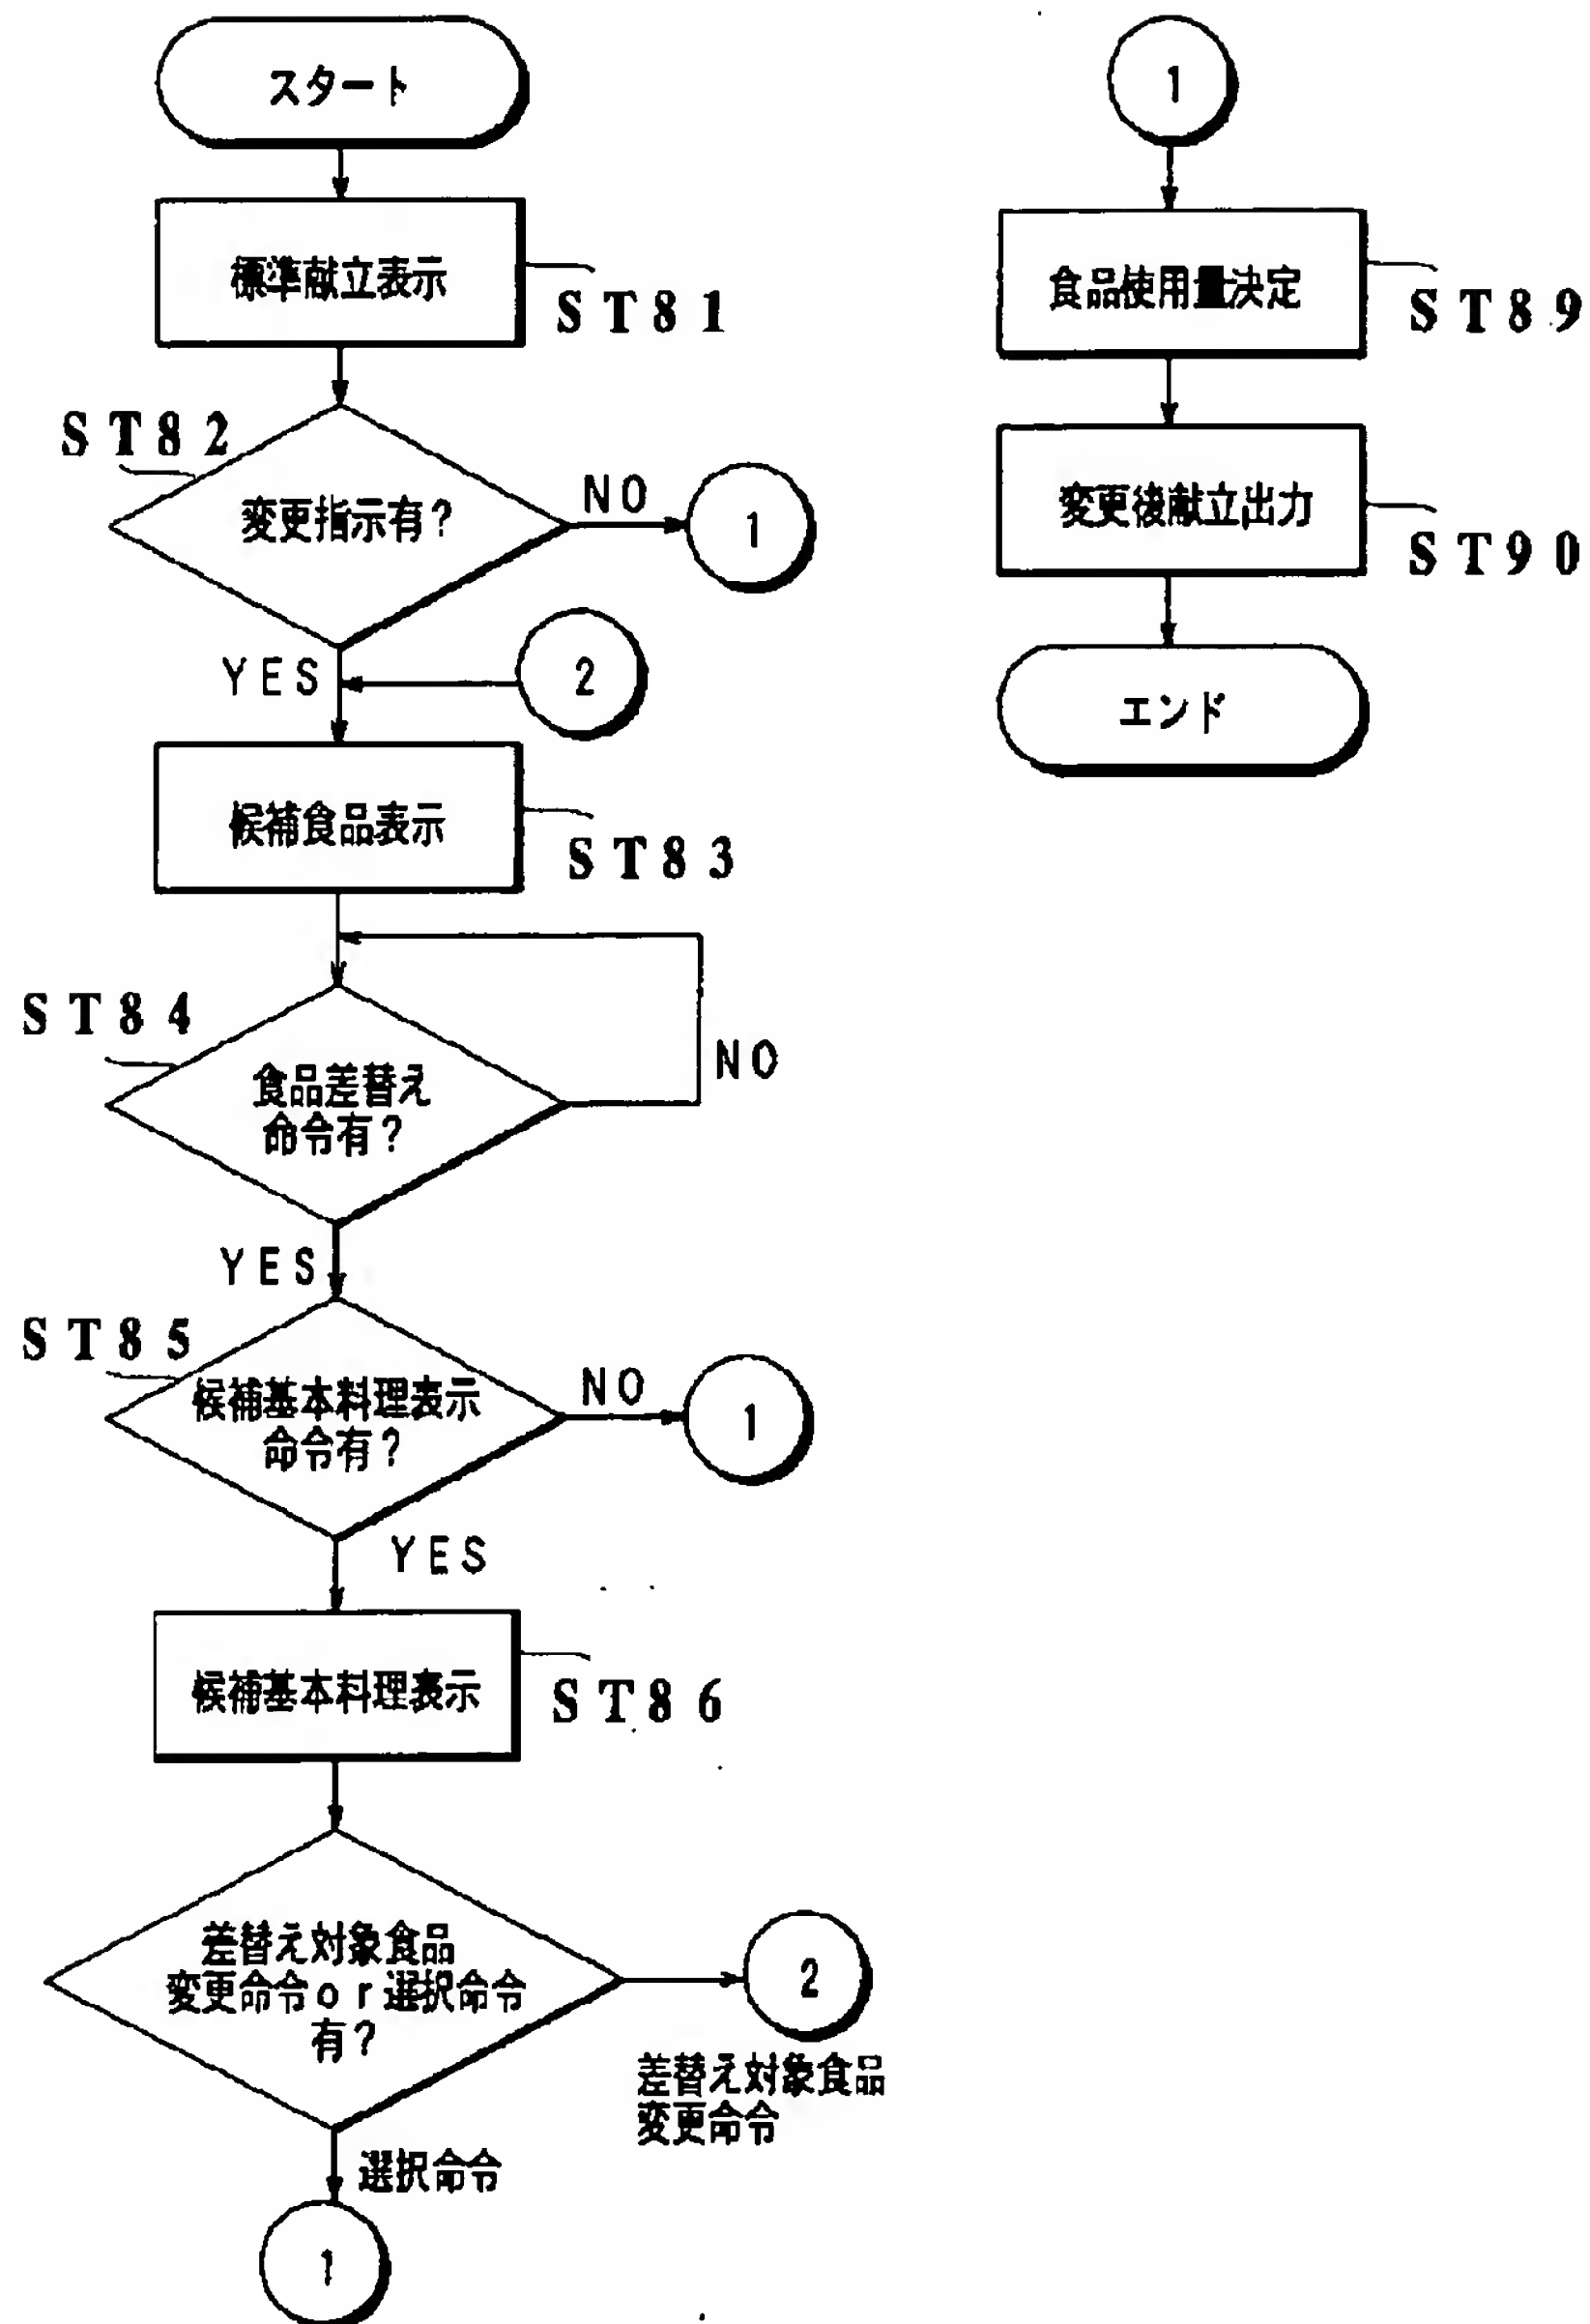 スタート
標準献立表示
ST81
ST82
変更指示有?
NO
1
YES
2
候補食品表示
ST83
ST84
食品差替え
命令有?
NO
YES
ST85
候補基本料理表示
命令有?
NO
1
YES
候補基本料理表示
ST86
差替え対象食品
変更命令or選択命令
有?
2
差替え対象食品
変更命令
選択命令
1
1
食品使用量決定
ST89
変更後献立出力
ST90
エンド